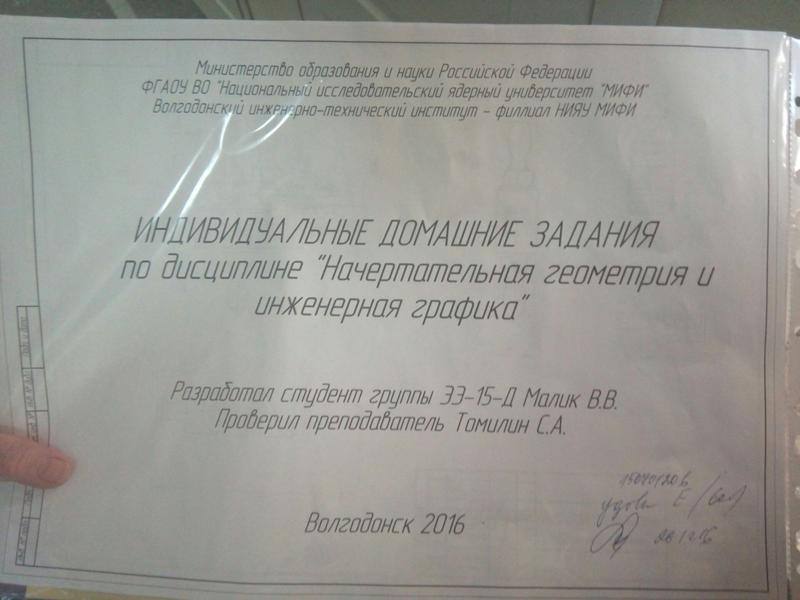 Министерство образования и науки Российской Федерации
ФГАОУ ВО "Национальный исследовательский ядерный университет "МИФИ"
Волгодонский инженерно-технический институт - филлиал НИЯУ МИФИ
ИНДИВИДУАЛЬНЫЕ ДОМАШНИЕ ЗАДАНИЯ
по дисциплине "Начертательная геометрия и
инженерная графика"
Разработал студент группы ЭЭ-15-Д Малик В.В.
Проверил преподаватель Томилин С.А.
Волгодонск 2016